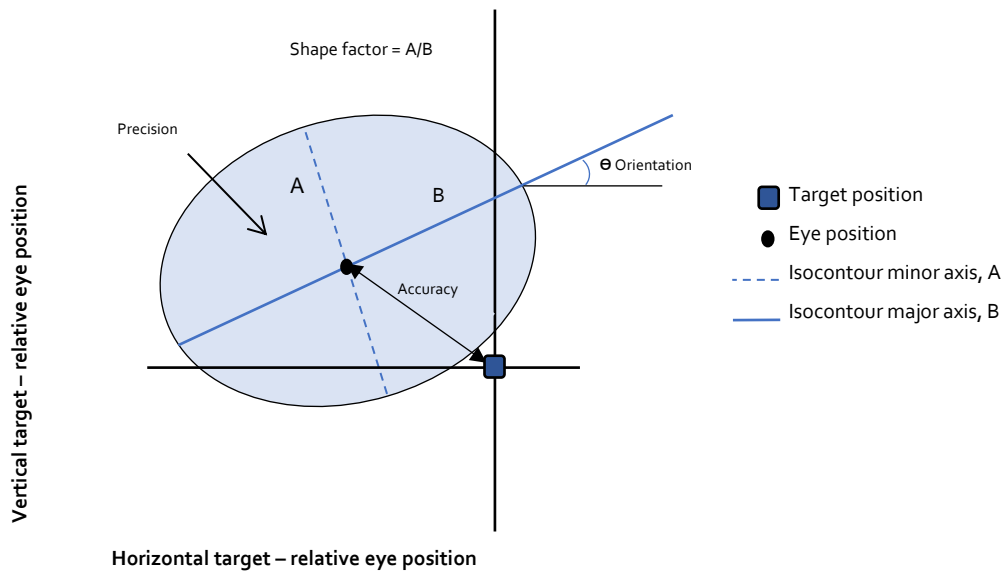 Shape factor = A/B
Precision
A
B
ϴ Orientation
Accuracy
Target position
Eye position
Isocontour minor axis, A
Isocontour major axis, B
Vertical target – relative eye position
Horizontal target – relative eye position